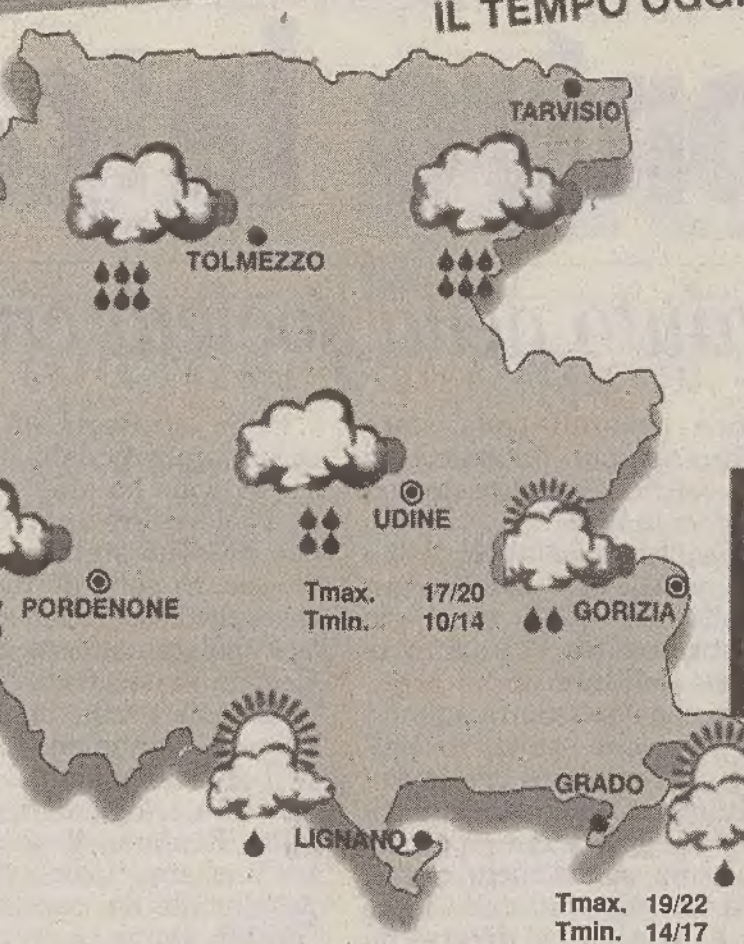 IL TEMPO OGGI
TARVISIO
TOLMEZZO
UDINE
PORDENONE
Tmax. 17/20
Tmin. 10/14
GORIZIA
GRADO
LIGNANO
Tmax. 19/22
Tmin. 14/17